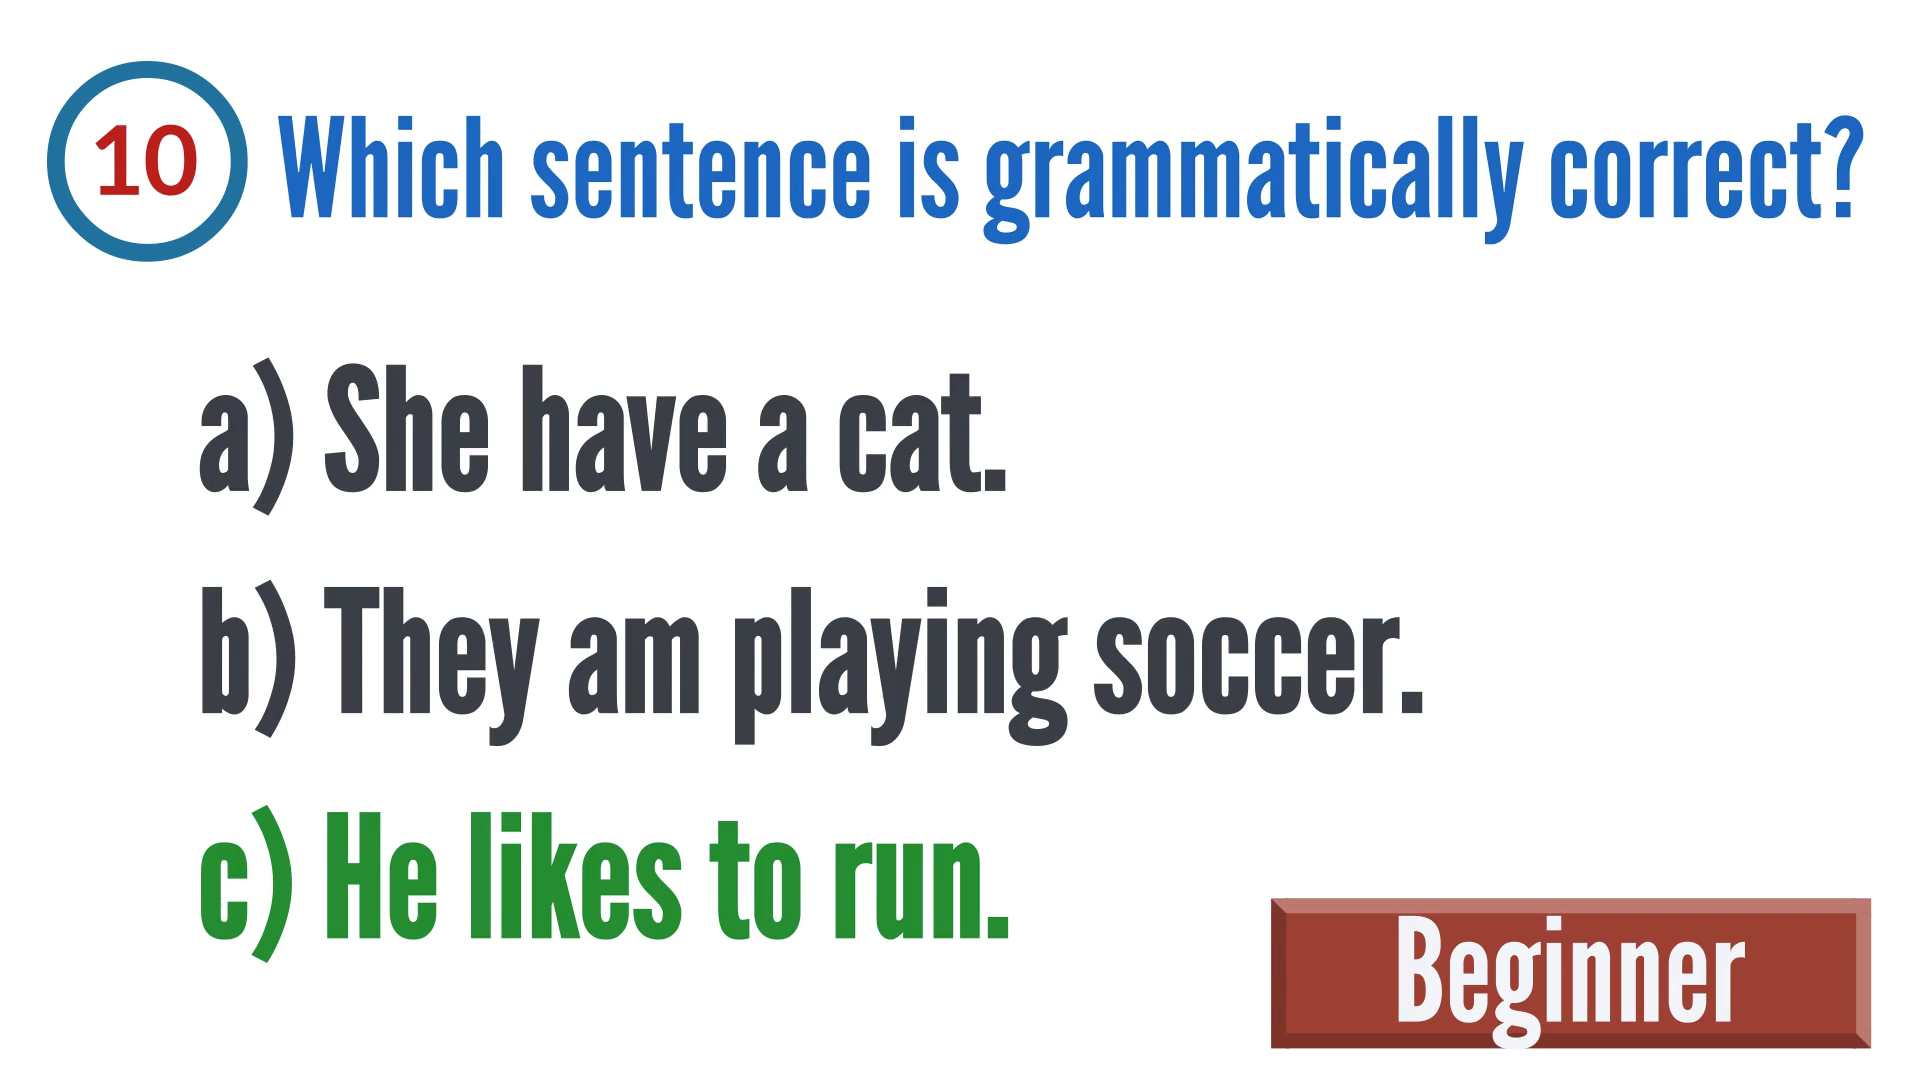 10 Which sentence is grammatically correct?
a) She have a cat.
b) They am playing soccer.
c) He likes to run.
Beginner